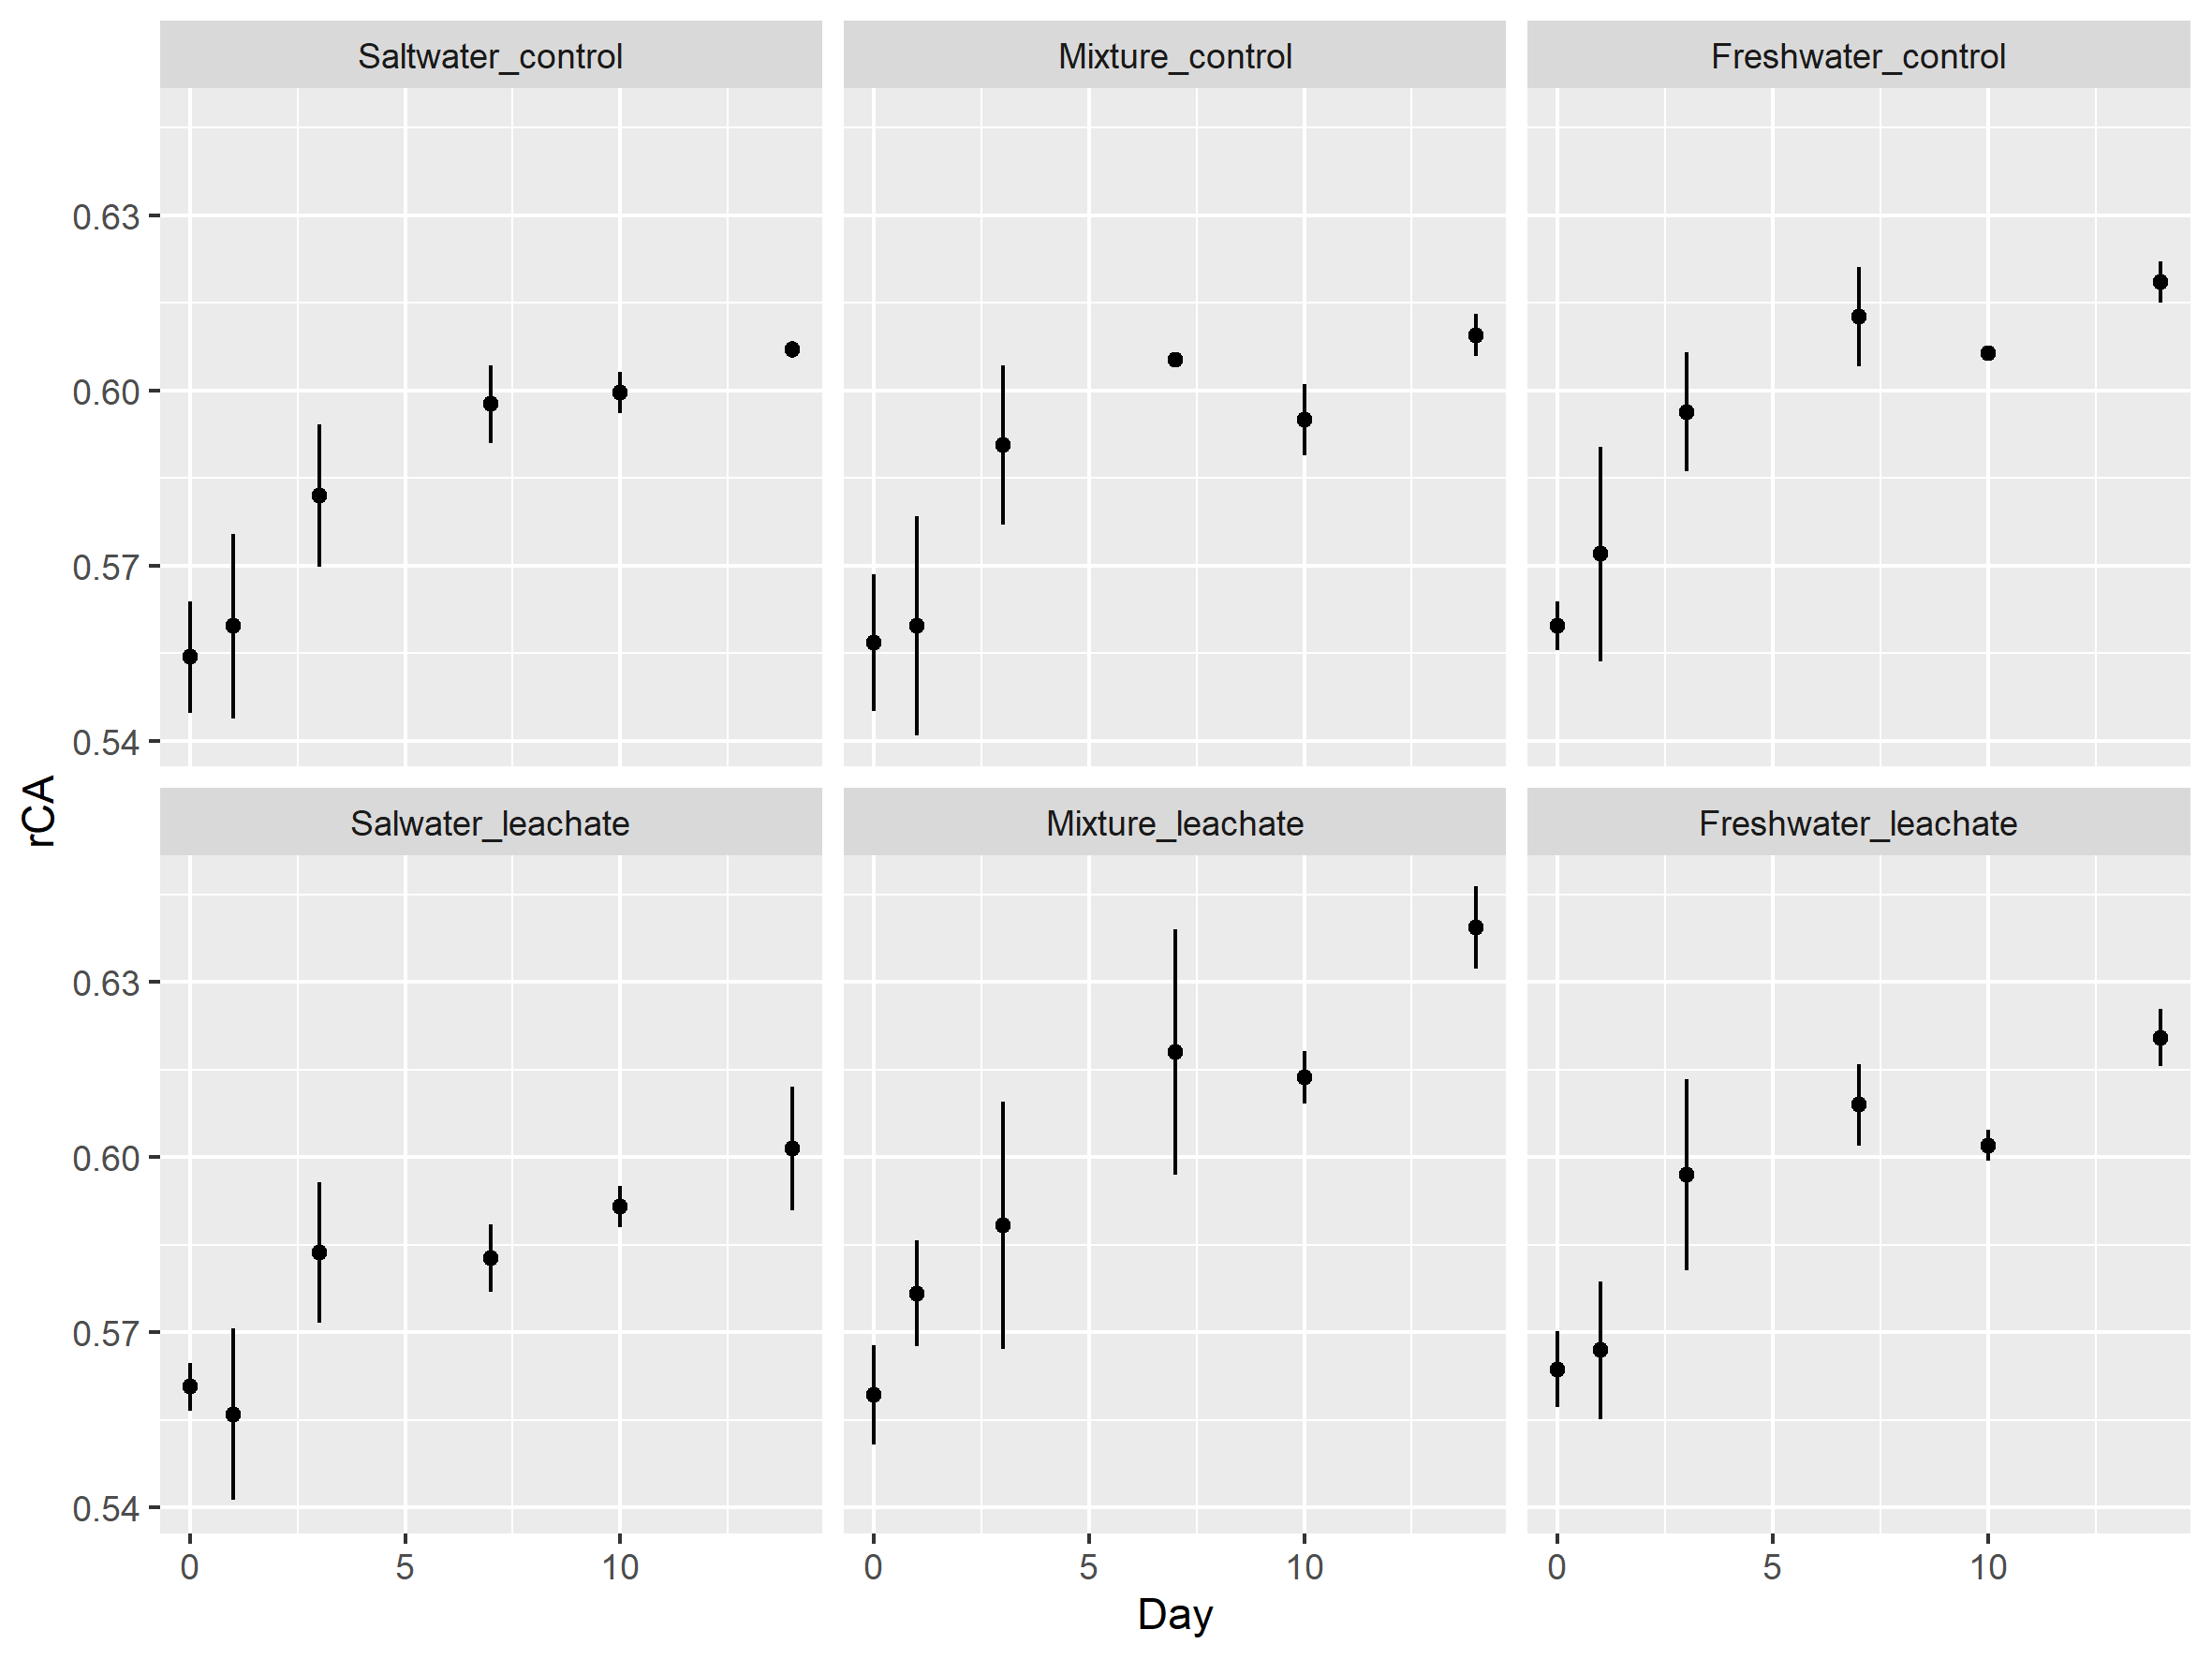 Saltwater_control Mixture_control Freshwater_control
0.63
0.60
0.57
0.54
rCA
Salwater_leachate Mixture_leachate Freshwater_leachate
0.63
0.60
0.57
0.54
0 5 10 0 5 10 0 5 10
Day